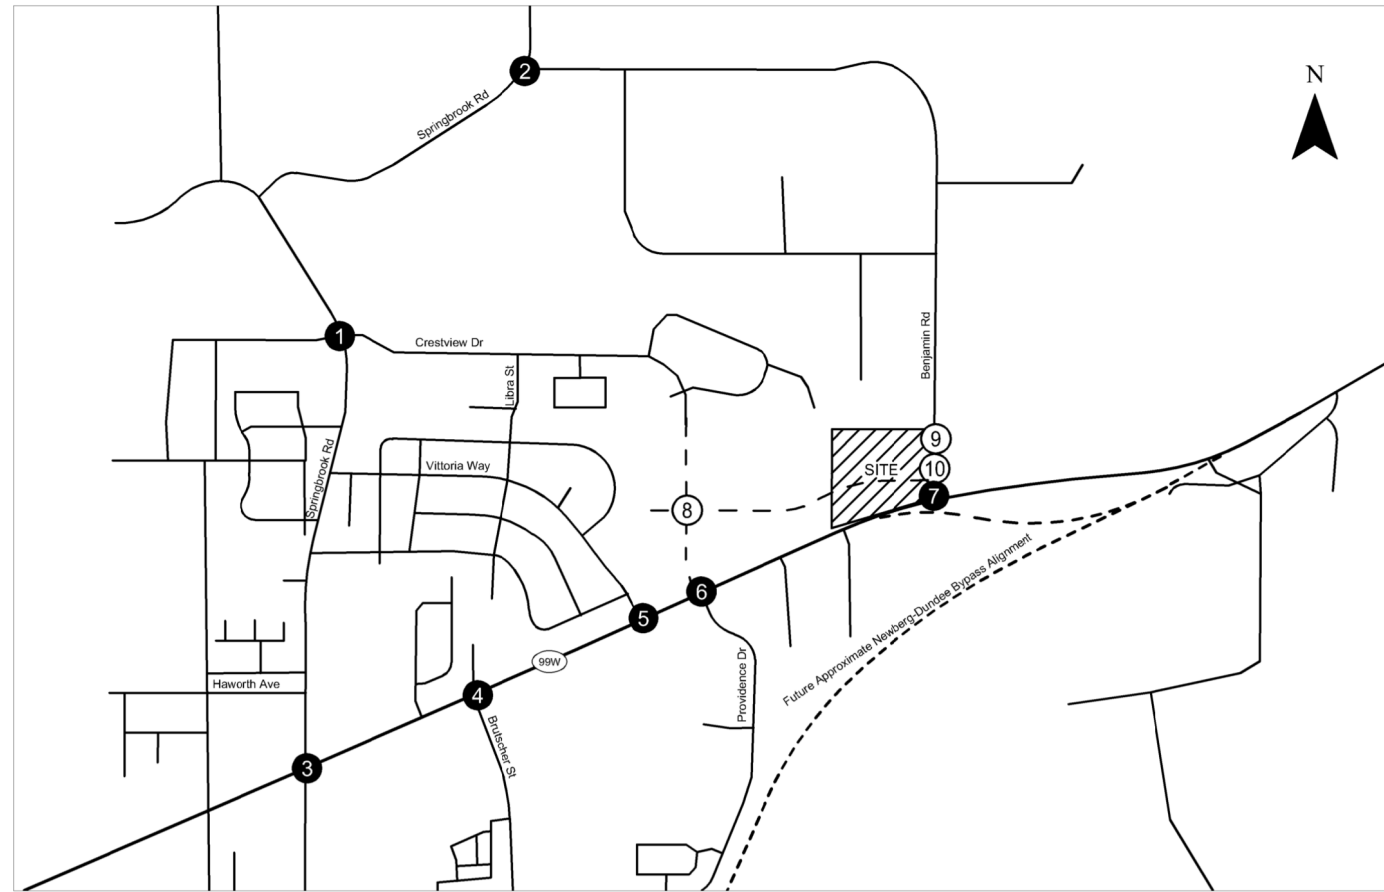 N
2
Springbrook Rd
1
Crestview Dr
Libra St
Benjamin Rd
Springbrook Rd
Vittoria Way
SITE
9
10
7
8
6
5
99W
Future Approximate Newberg-Dundee Bypass Alignment
Providence Dr
Haworth Ave
4
Brutscher St
3